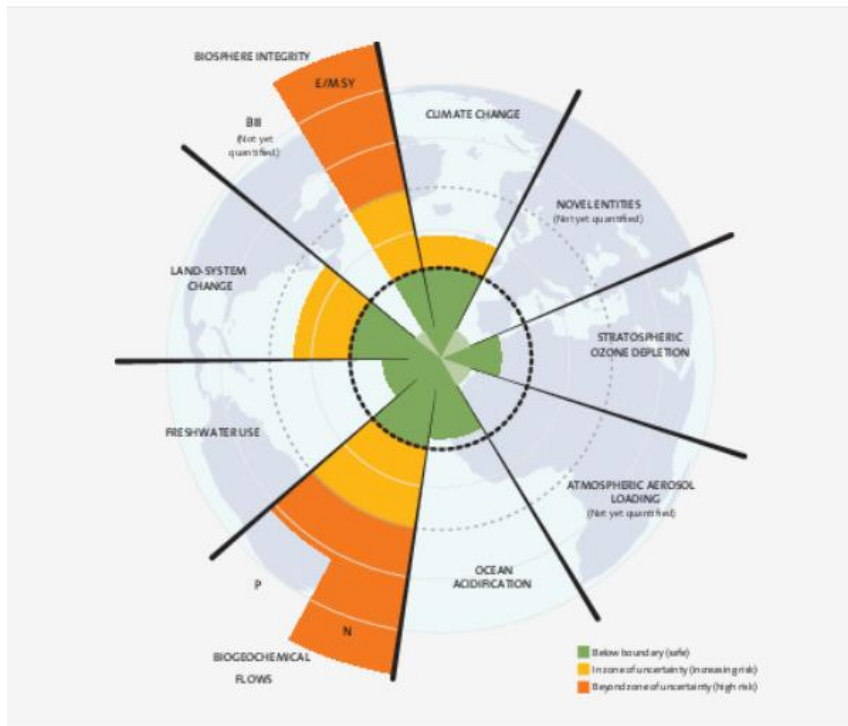 BIOSPHERE INTEGRITY
E/MSY
CLIMATE CHANGE
BII
(Not yet
quantified)
NOVEL ENTITIES
(Not yet quantified)
LAND-SYSTEM
CHANGE
STRATOSPHERIC
OZONE DEPLETION
FRESHWATER USE
ATMOSPHERIC AEROSOL
LOADING
(Not yet quantified)
OCEAN
ACIDIFICATION
P
N
BIOGEOCHEMICAL
FLOWS
Below boundary (safe)
In zone of uncertainty (increasing risk)
Beyond zone of uncertainty (high risk)